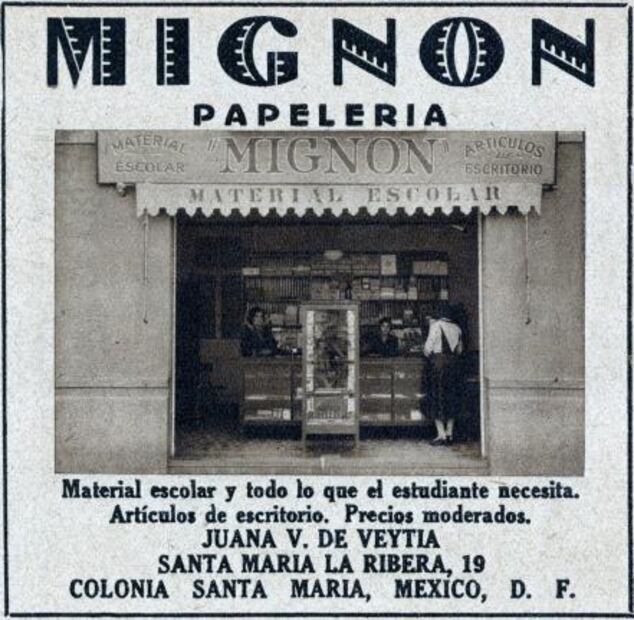 MIGNON
PAPELERIA
MATERIAL ESCOLAR
"MIGNON"
ARTICULOS DE ESCRITORIO
MATERIAL ESCOLAR
Material escolar y todo lo que el estudiante necesita.
Artículos de escritorio. Precios moderados.
JUANA V. DE VEYTIA
SANTA MARIA LA RIBERA, 19
COLONIA SANTA MARIA, MEXICO, D. F.